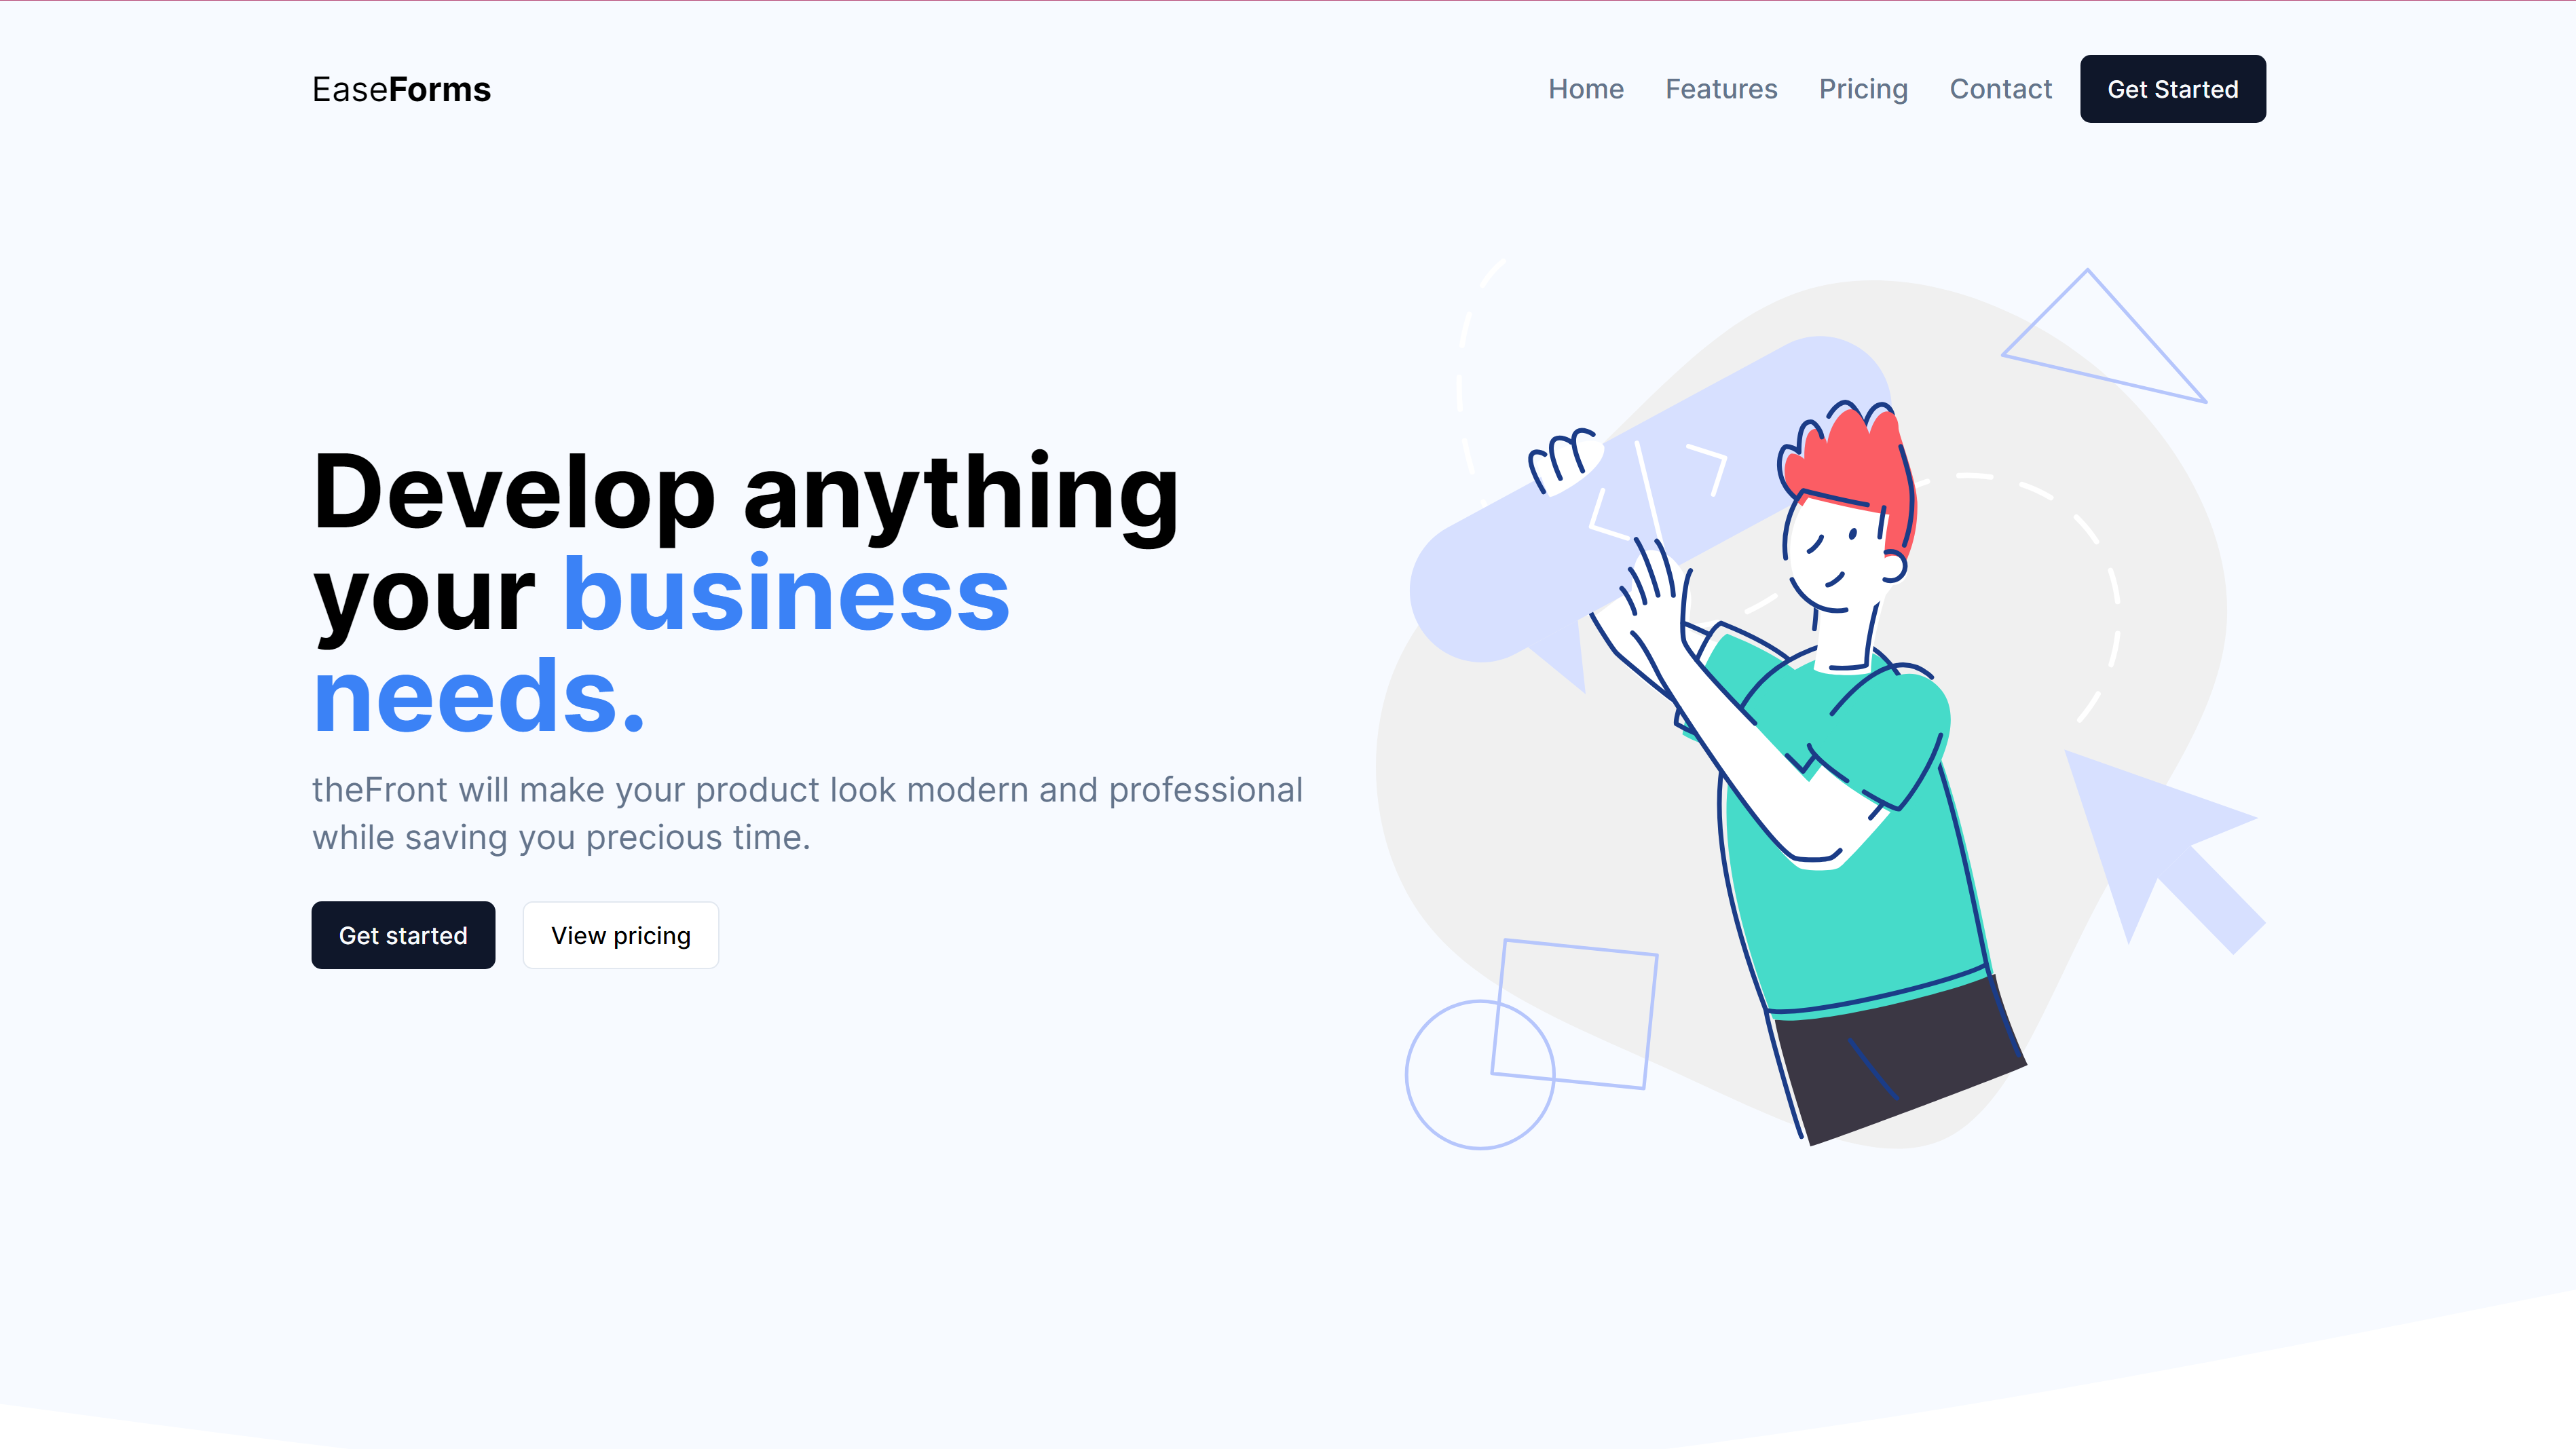 EaseForms
Home Features Pricing Contact Get Started
Develop anything
your business
needs.
theFront will make your product look modern and professional
while saving you precious time.
Get started View pricing